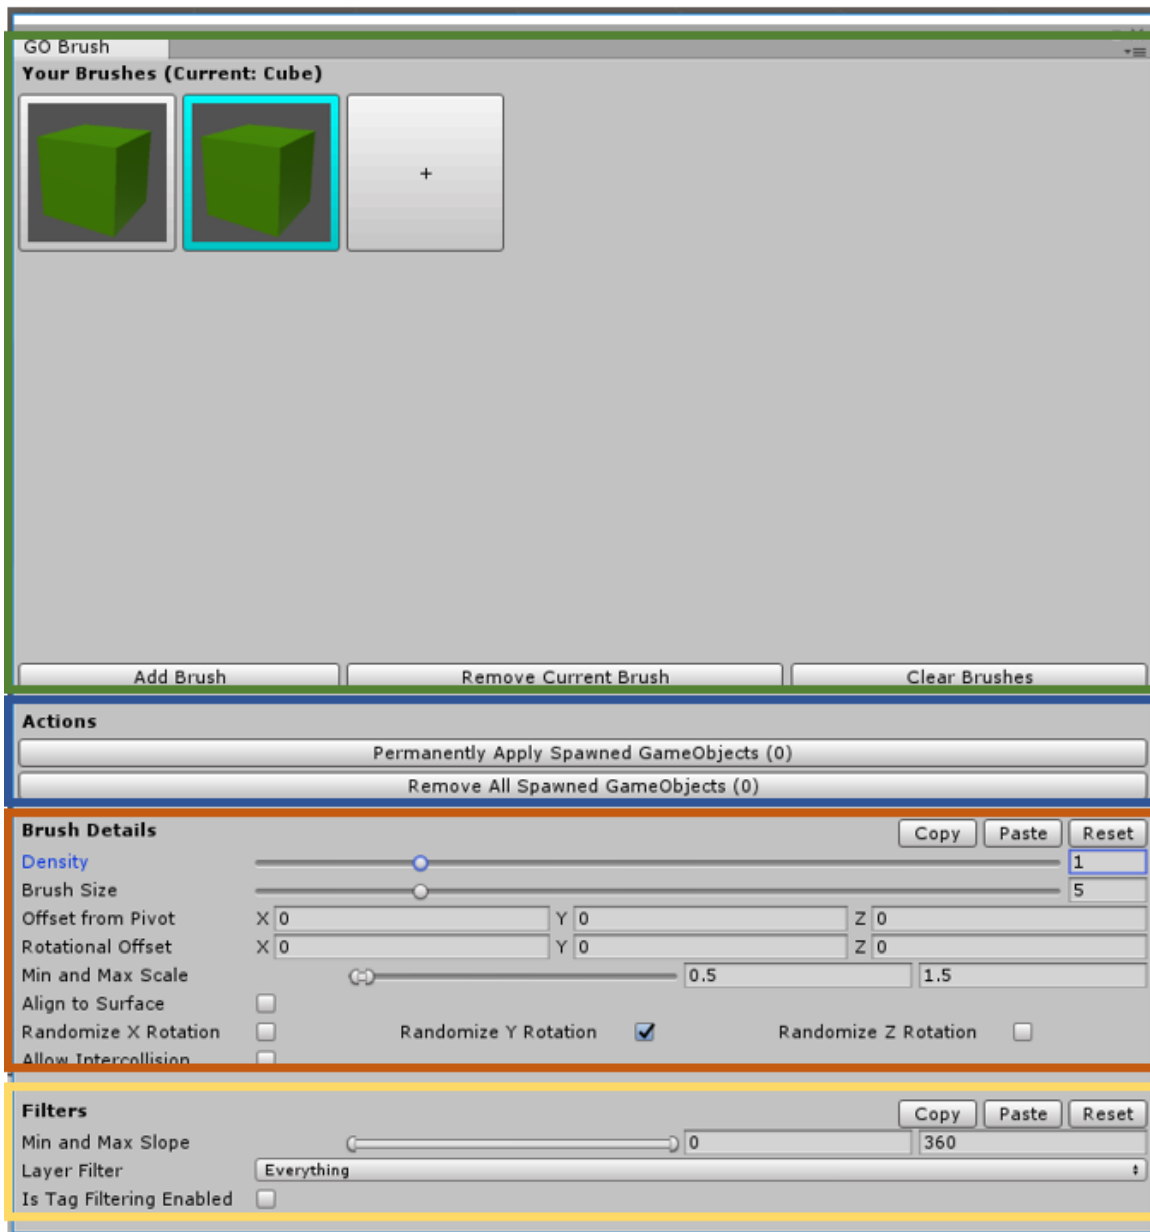 GO Brush
Your Brushes (Current: Cube)
+
Add Brush Remove Current Brush Clear Brushes
Actions
Permanently Apply Spawned GameObjects (0)
Remove All Spawned GameObjects (0)
Brush Details Copy Paste Reset
Density 1
Brush Size 5
Offset from Pivot X 0 Y 0 Z 0
Rotational Offset X 0 Y 0 Z 0
Min and Max Scale 0.5 1.5
Align to Surface
Randomize X Rotation Randomize Y Rotation Randomize Z Rotation
Allow Intercollision
Filters Copy Paste Reset
Min and Max Slope 0 360
Layer Filter Everything
Is Tag Filtering Enabled